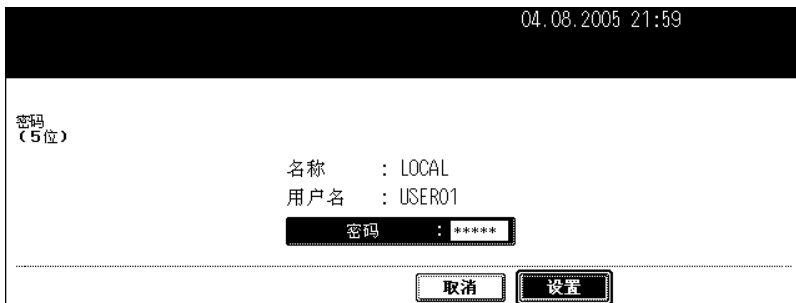 04.08.2005 21:59
密码
(5位)
名称 : LOCAL
用户名 : USER01
密码 : *****
取消 设置